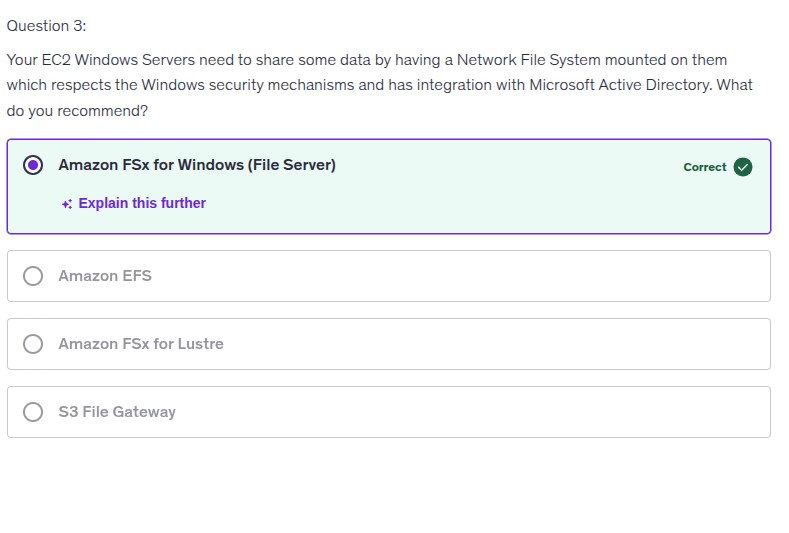 Question 3:
Your EC2 Windows Servers need to share some data by having a Network File System mounted on them
which respects the Windows security mechanisms and has integration with Microsoft Active Directory. What
do you recommend?
Amazon FSx for Windows (File Server)
Correct
Explain this further
Amazon EFS
Amazon FSx for Lustre
S3 File Gateway